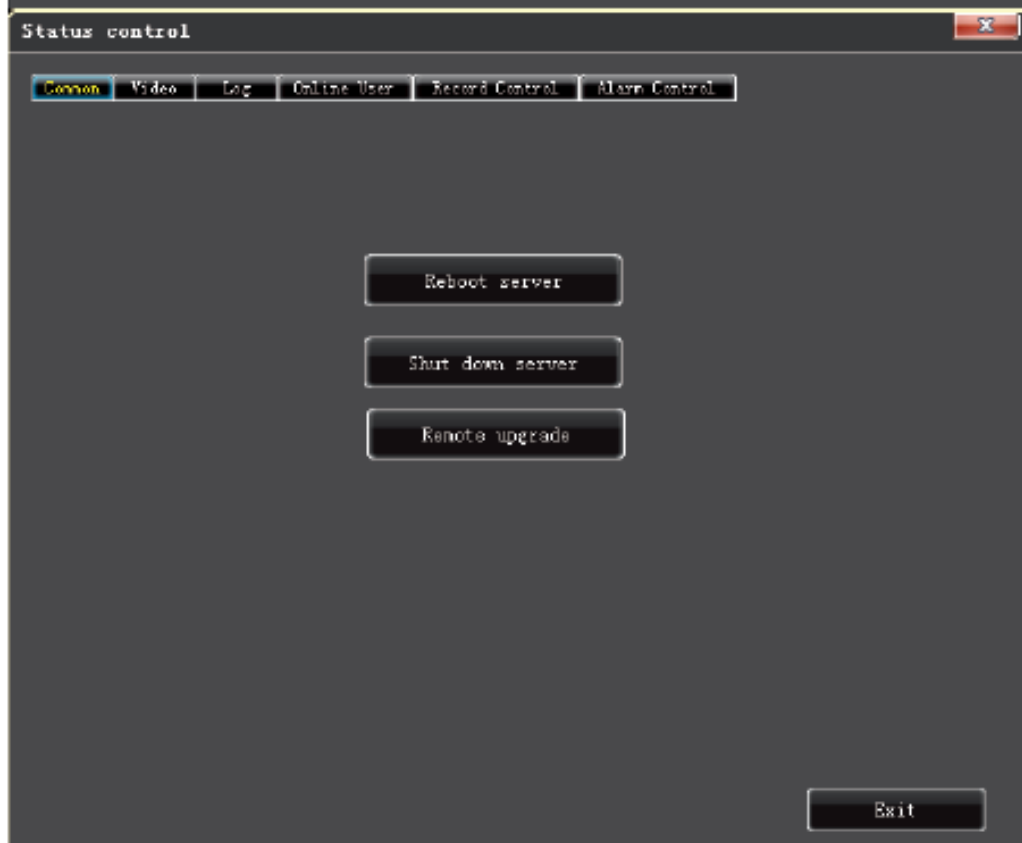 Status control
Common Video Log Online User Record Control Alarm Control
Reboot server
Shut down server
Remote upgrade
Exit